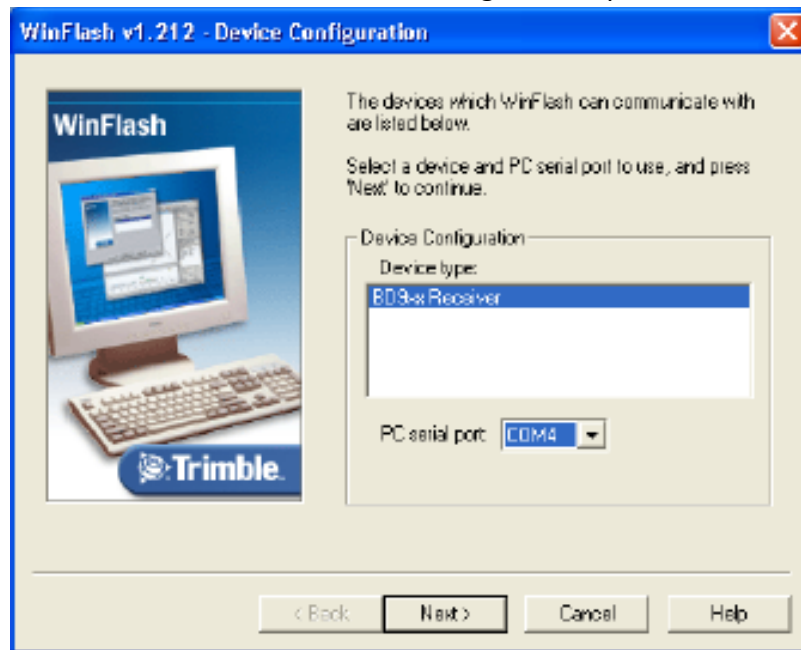 WinFlash v1.212 - Device Configuration
WinFlash
The devices which WinFlash can communicate with
are listed below.
Select a device and PC serial port to use, and press
'Next' to continue.
Device Configuration
Device type:
BD9xx Receiver
PC serial port:
COM4
Trimble.
< Back
Next >
Cancel
Help